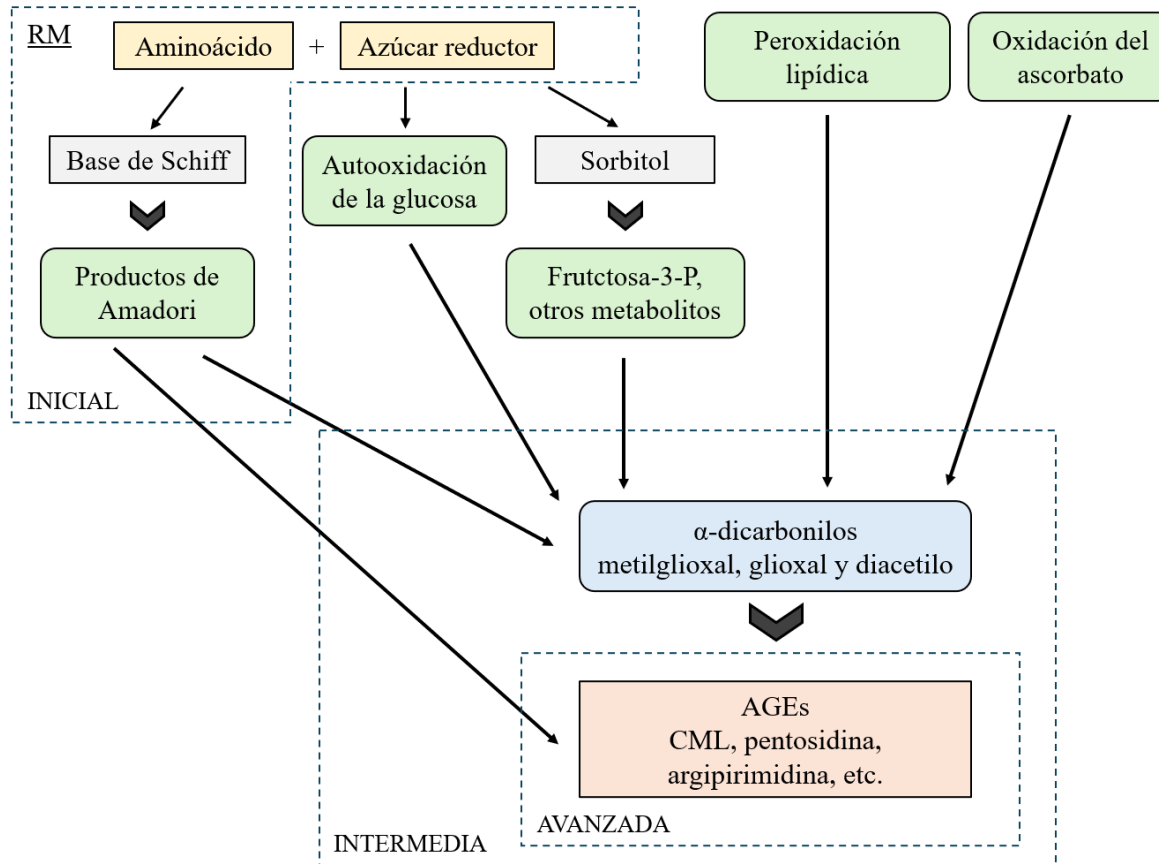 RM
Aminoácido
+
Azúcar reductor
Peroxidación
lipídica
Oxidación del
ascorbato
Base de Schiff
Autooxidación
de la glucosa
Sorbitol
Productos de
Amadori
Frutctosa-3-P,
otros metabolitos
INICIAL
α-dicarbonilos
metilglioxal, glioxal y diacetilo
AGEs
CML, pentosidina,
argipirimidina, etc.
AVANZADA
INTERMEDIA